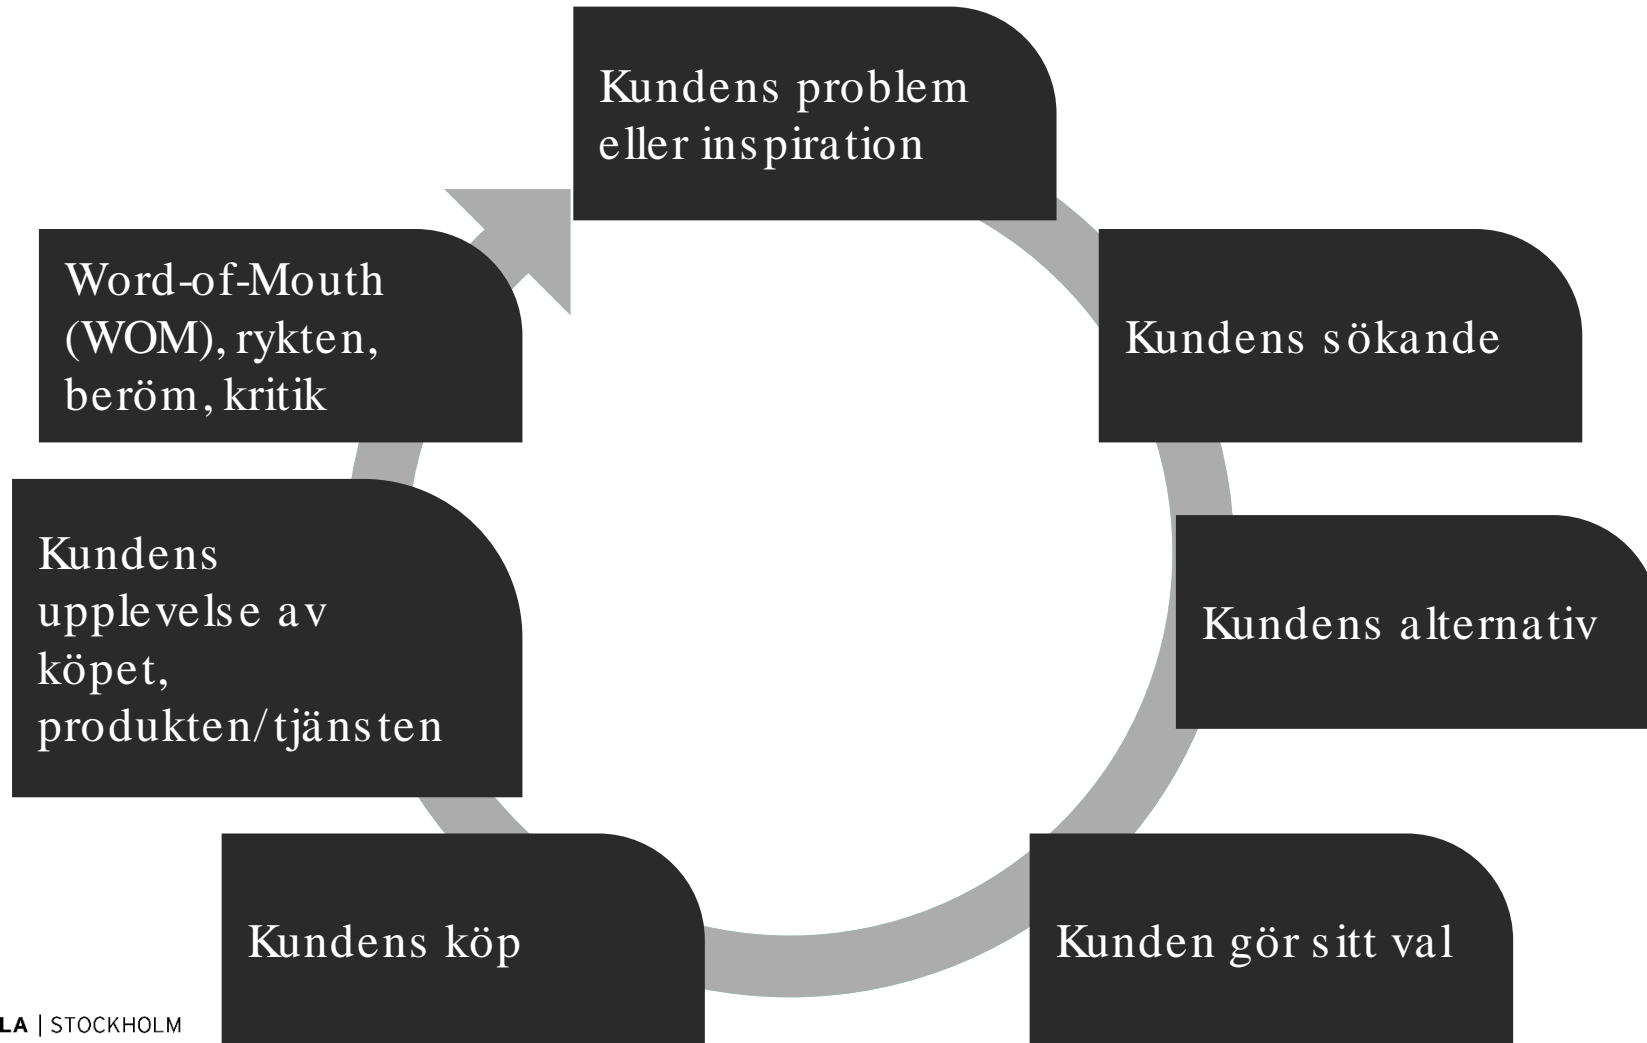 Kundens problem
eller inspiration
Kundens sökande
Kundens alternativ
Kunden gör sitt val
Kundens köp
Kundens
upplevelse av
köpet,
produkten/tjänsten
Word-of-Mouth
(WOM), rykten,
beröm, kritik
LA | STOCKHOLM